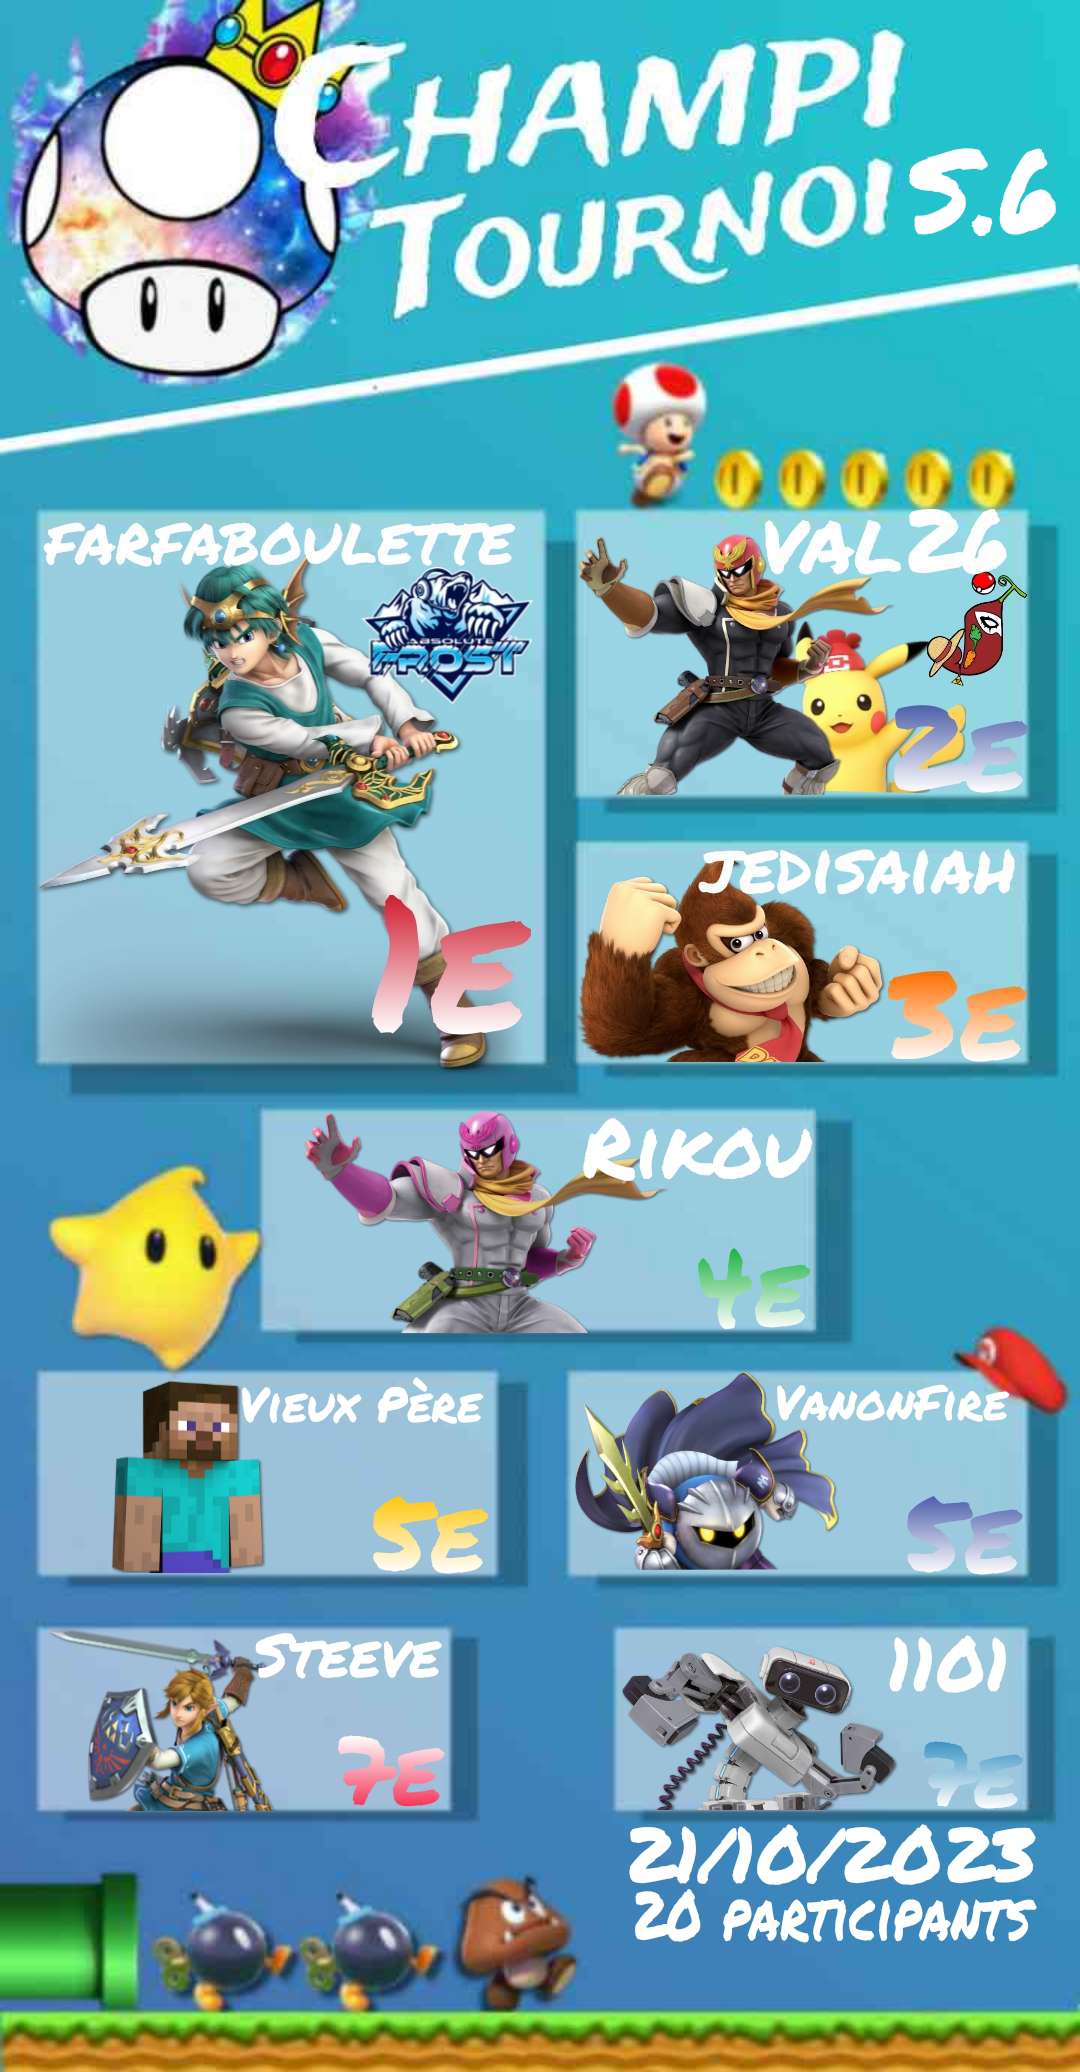 Champi
Tournoi 5.6
FARFABOULETTE
ABSOLUTE
FROST
1E
VAL26
2E
JEDISAIAH
3E
Rikou
4E
Vieux Père
5E
VanonFire
5E
Steeve
7E
1101
7E
21/10/2023
20 PARTICIPANTS